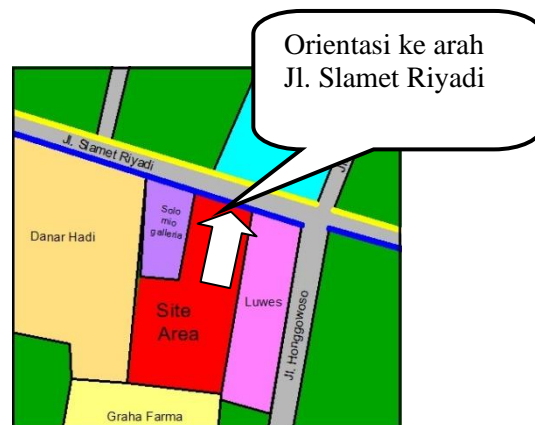 Orientasi ke arah
Jl. Slamet Riyadi
Jl. Slamet Riyadi
Solo
mio
galleria
Danar Hadi
Site
Area
Luwes
Jl. Honggowoso
Graha Farma